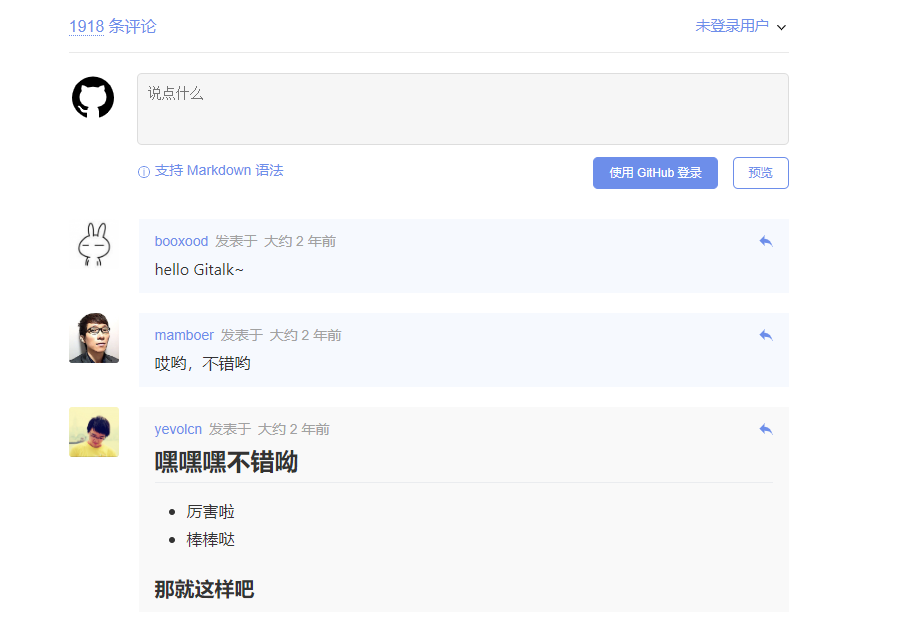 1918 条评论
未登录用户
说点什么
支持 Markdown 语法
使用 GitHub 登录
预览
booxood 发表于 大约 2 年前
hello Gitalk~
mamboer 发表于 大约 2 年前
哎哟，不错哟
yevolcn 发表于 大约 2 年前
嘿嘿嘿不错呦
厉害啦
棒棒哒
那就这样吧